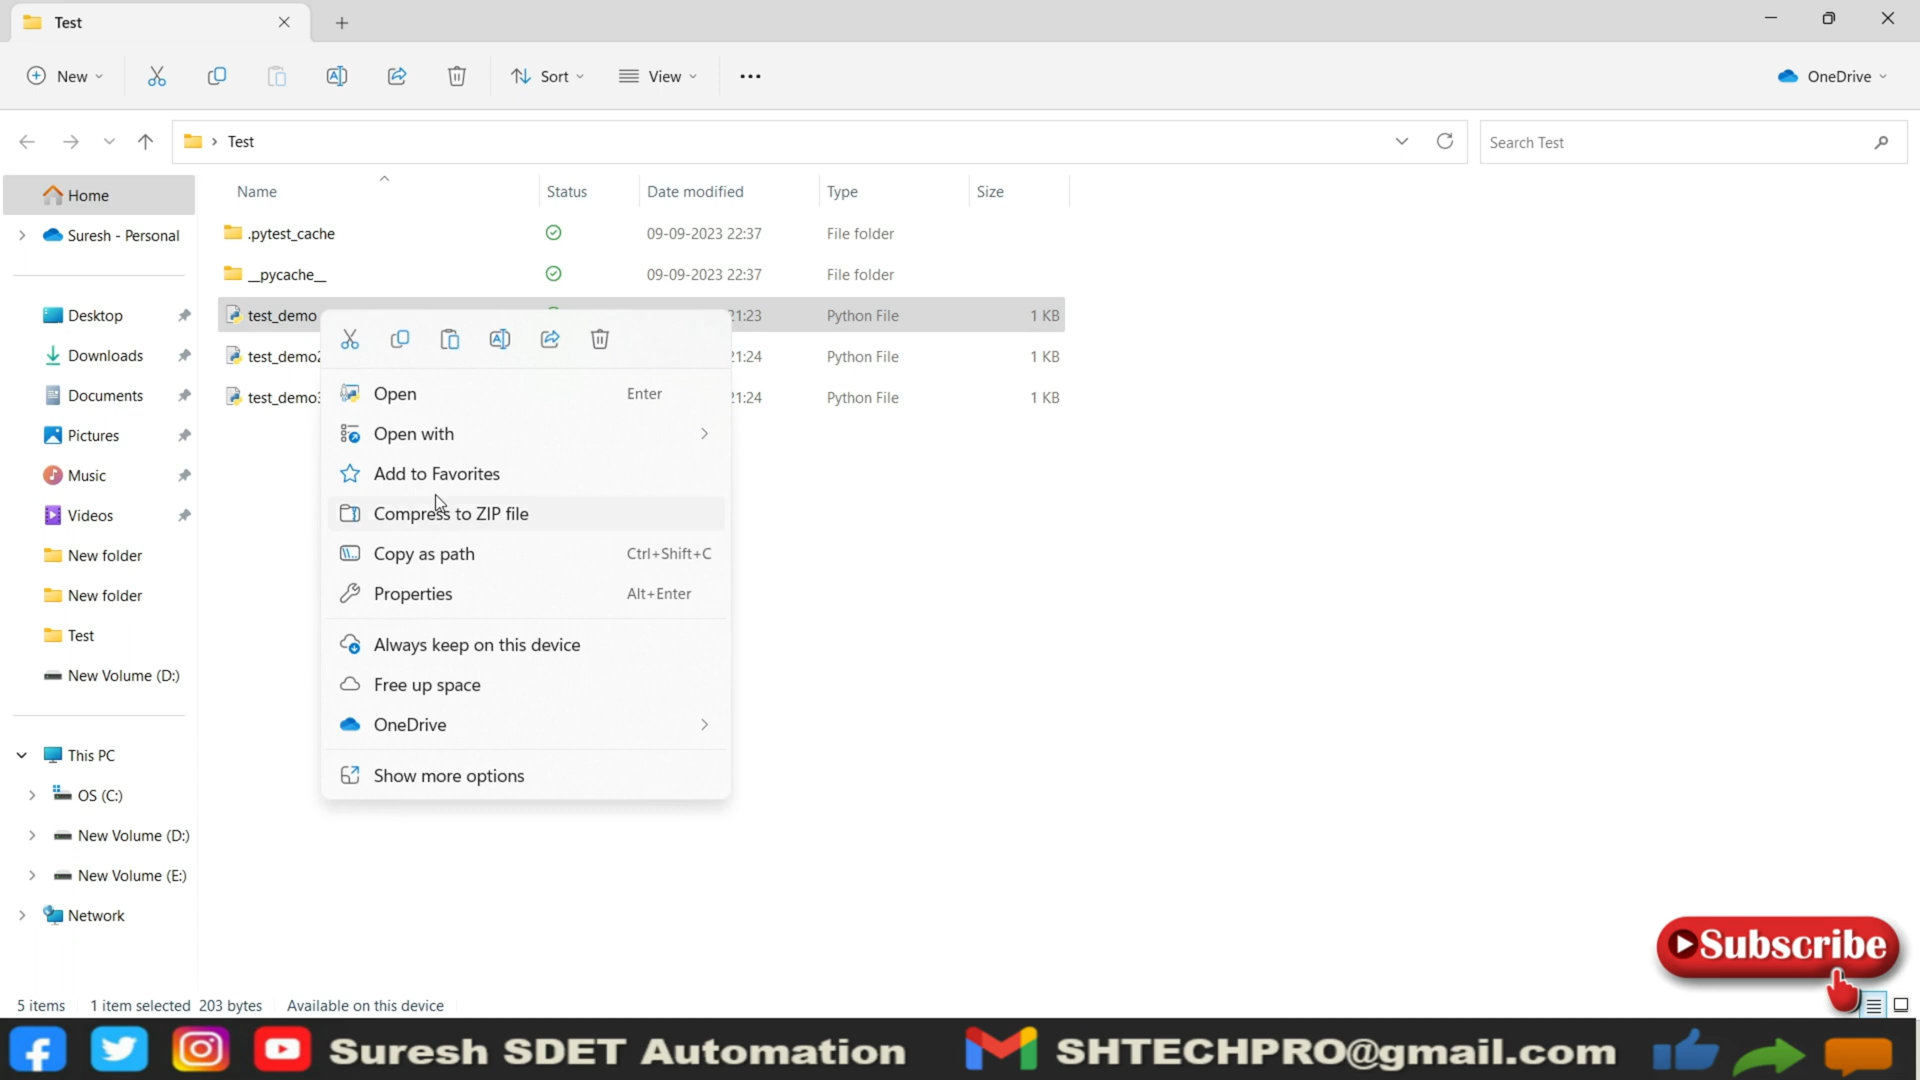 Test
New
Sort
View
OneDrive
Test
Search Test
Name
Status
Date modified
Type
Size
Home
Suresh - Personal
Desktop
Downloads
Documents
Pictures
Music
Videos
New folder
New folder
Test
New Volume (D:)
This PC
OS (C:)
New Volume (D:)
New Volume (E:)
Network
.pytest_cache 09-09-2023 22:37 File folder
__pycache__ 09-09-2023 22:37 File folder
test_demo 21:23 Python File 1 KB
test_demo2 21:24 Python File 1 KB
test_demo3 21:24 Python File 1 KB
Open Enter
Open with
Add to Favorites
Compress to ZIP file
Copy as path Ctrl+Shift+C
Properties Alt+Enter
Always keep on this device
Free up space
OneDrive
Show more options
Subscribe
5 items 1 item selected 203 bytes Available on this device
Suresh SDET Automation SHTECHPRO@gmail.com